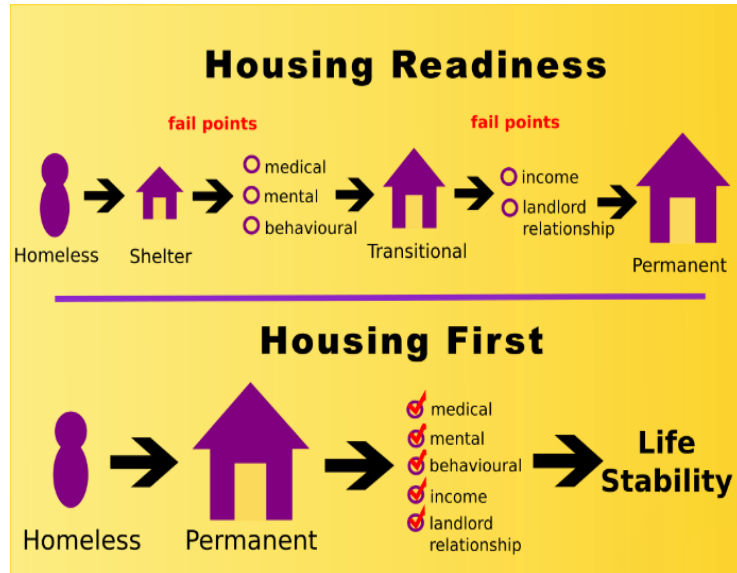 Housing Readiness
fail points
fail points
medical
mental
behavioural
income
landlord
relationship
Homeless
Shelter
Transitional
Permanent
Housing First
medical
mental
behavioural
income
landlord
relationship
Life
Stability
Homeless
Permanent